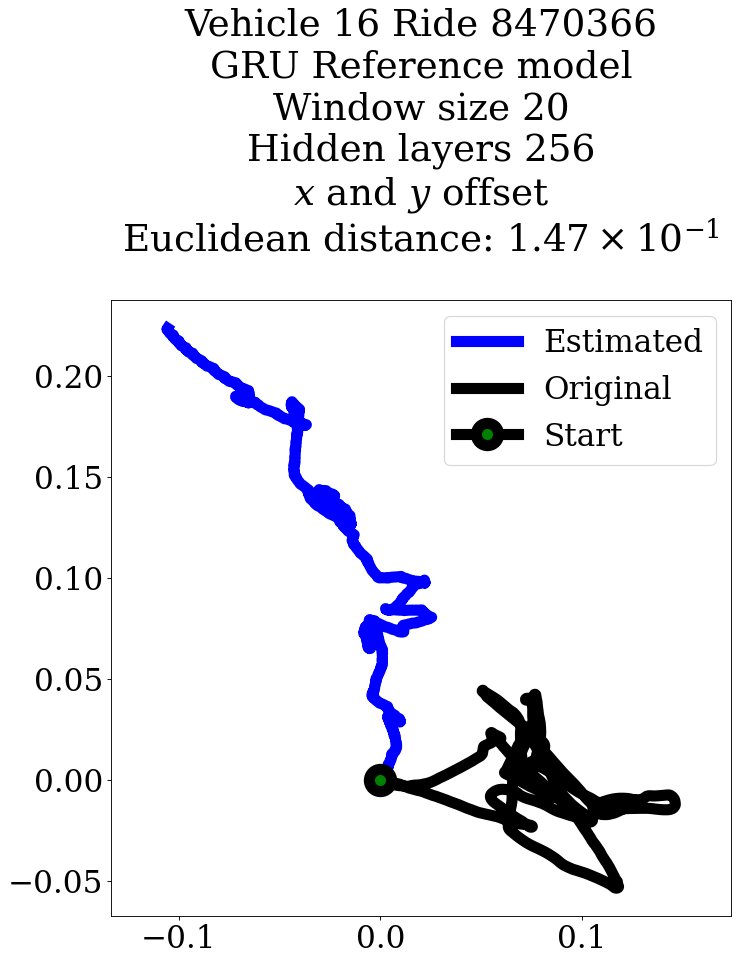 Vehicle 16 Ride 8470366
GRU Reference model
Window size 20
Hidden layers 256
x and y offset
Euclidean distance: 1.47 × 10⁻¹
Estimated
Original
Start
0.20
0.15
0.10
0.05
0.00
−0.05
−0.1
0.0
0.1